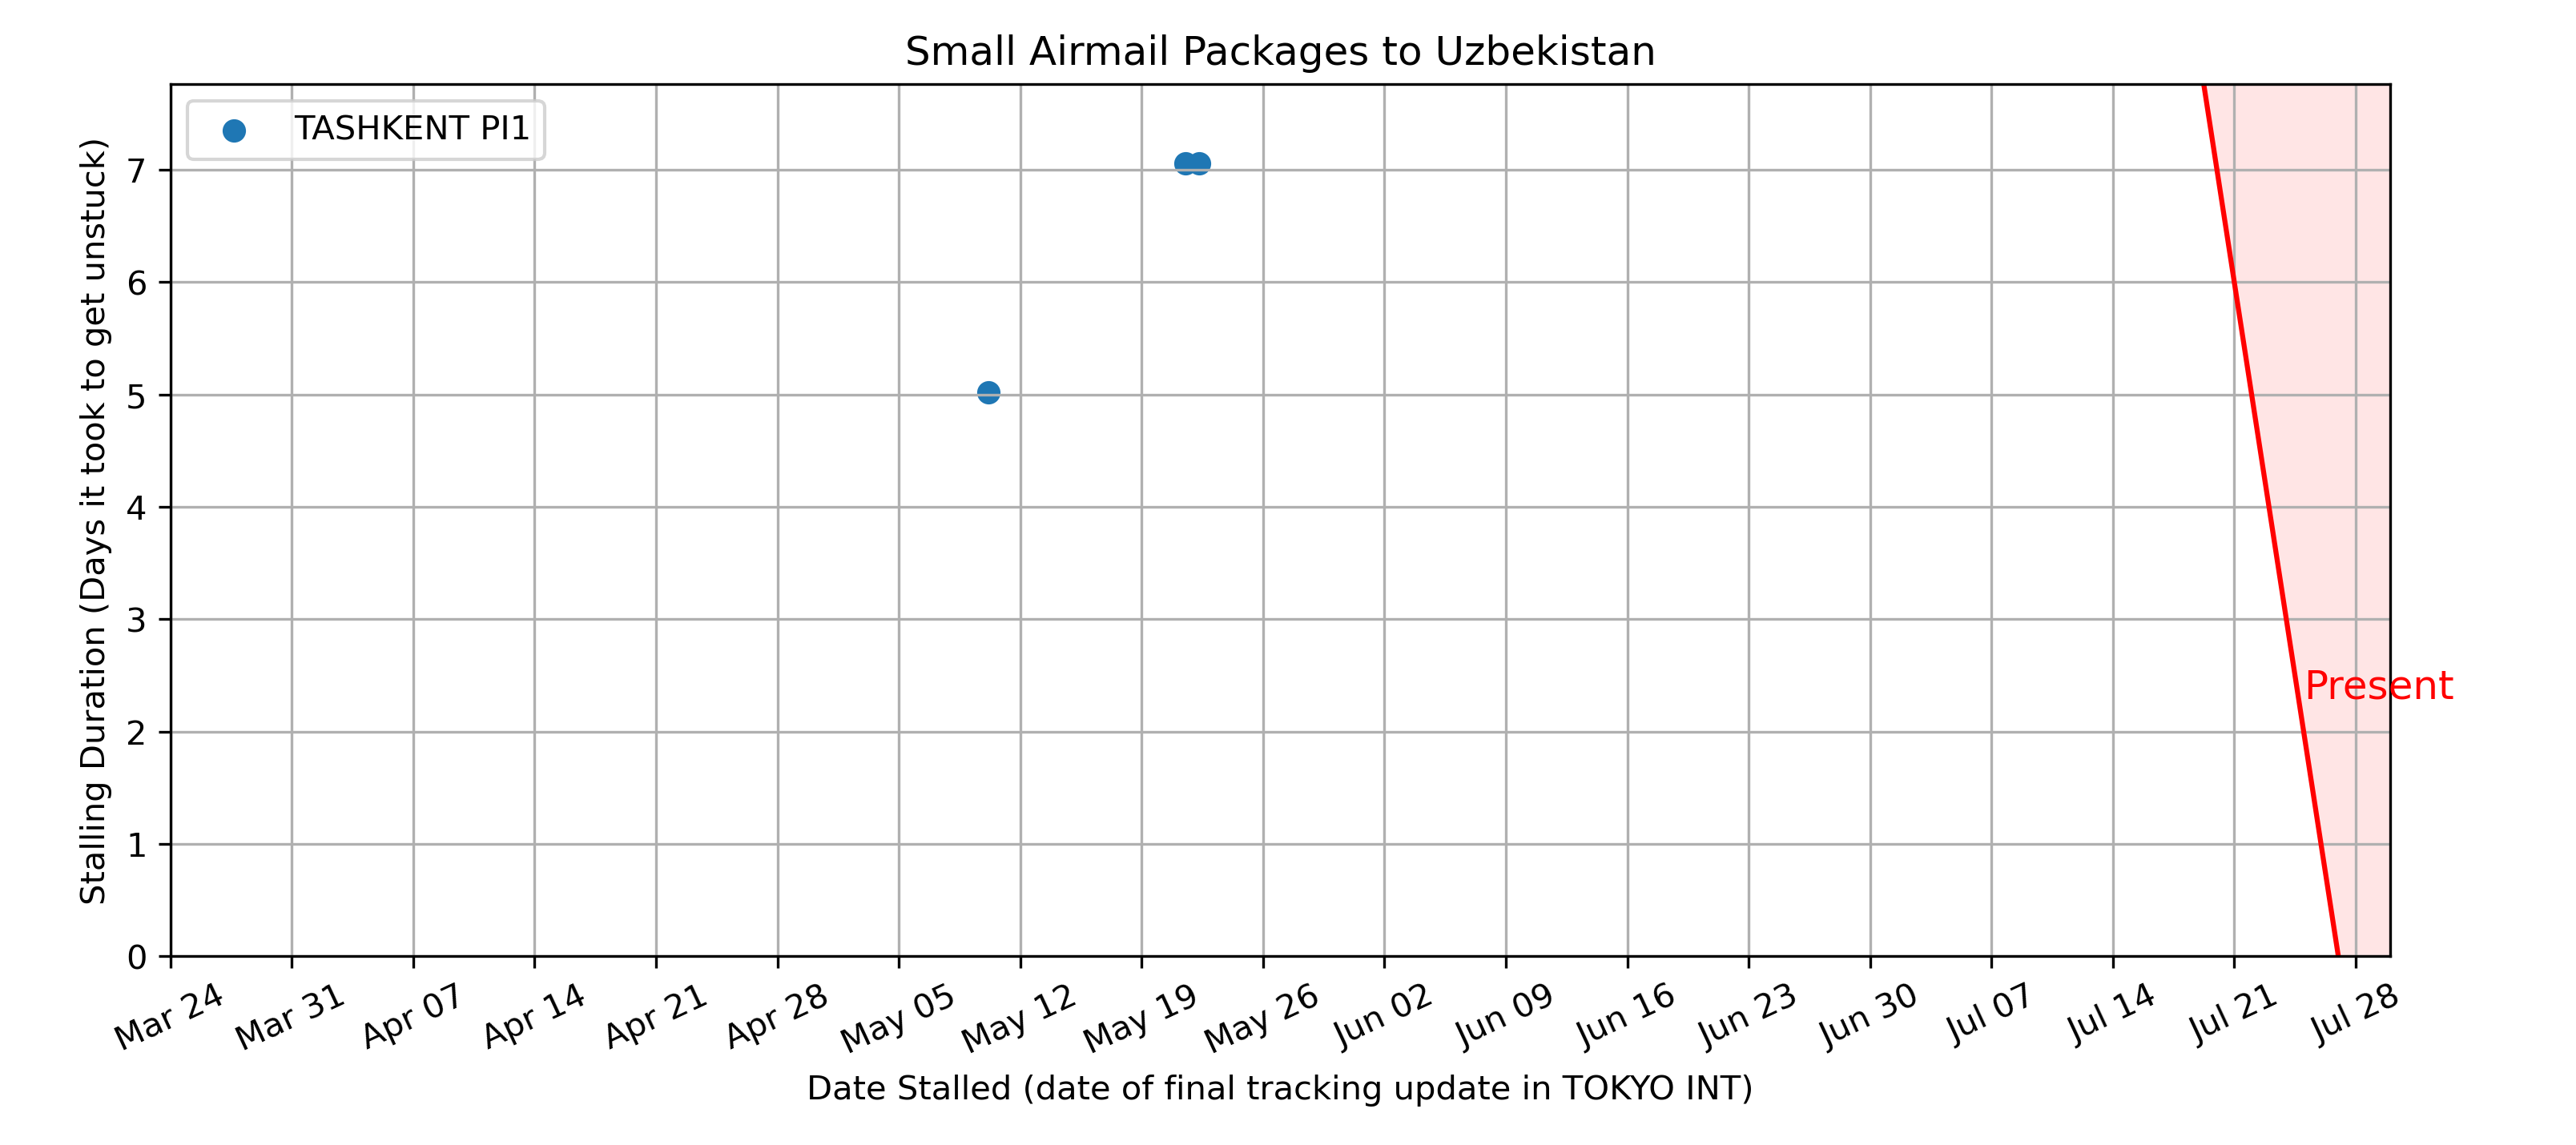 Small Airmail Packages to Uzbekistan
TASHKENT PI1
Stalling Duration (Days it took to get unstuck)
7
6
5
4
3
2
1
0
Present
Mar 24
Mar 31
Apr 07
Apr 14
Apr 21
Apr 28
May 05
May 12
May 19
May 26
Jun 02
Jun 09
Jun 16
Jun 23
Jun 30
Jul 07
Jul 14
Jul 21
Jul 28
Date Stalled (date of final tracking update in TOKYO INT)